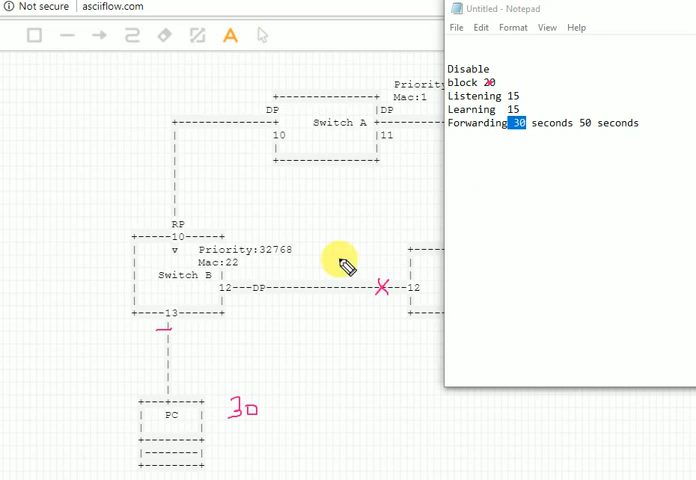 Not secure | asciiflow.com
Untitled - Notepad
File Edit Format View Help
Disable
block 20
Listening 15
Learning 15
Forwarding 30 seconds 50 seconds
Priority:
Mac:1
DP
DP
Switch A
10
11
RP
10
v
Priority:32768
Mac:22
Switch B
12
DP
X
12
13
PC
30